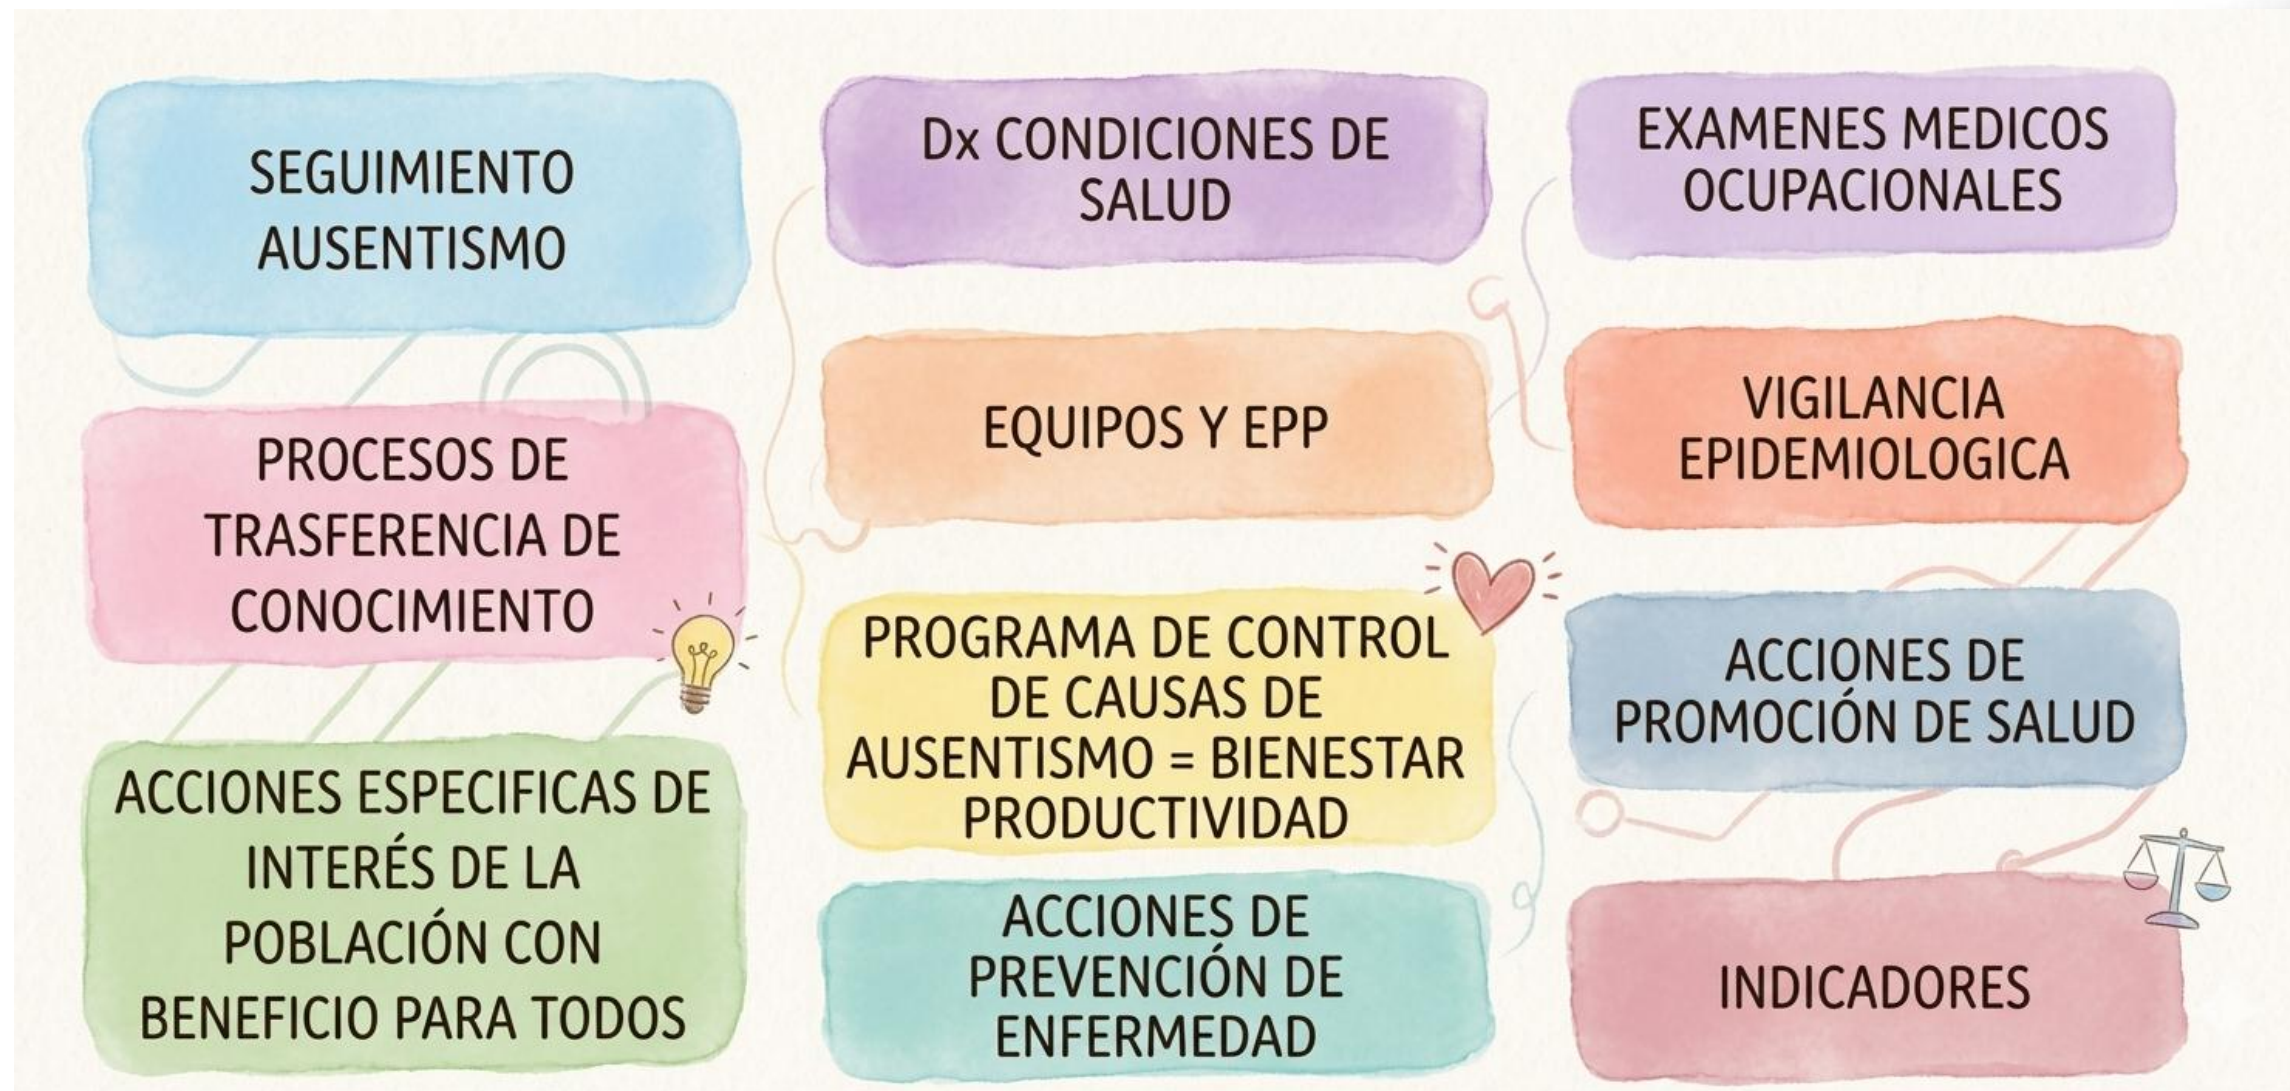 SEGUIMIENTO
AUSENTISMO
PROCESOS DE
TRASFERENCIA DE
CONOCIMIENTO
ACCIONES ESPECIFICAS DE
INTERÉS DE LA
POBLACIÓN CON
BENEFICIO PARA TODOS
Dx CONDICIONES DE
SALUD
EQUIPOS Y EPP
PROGRAMA DE CONTROL
DE CAUSAS DE
AUSENTISMO = BIENESTAR
PRODUCTIVIDAD
ACCIONES DE
PREVENCIÓN DE
ENFERMEDAD
EXAMENES MEDICOS
OCUPACIONALES
VIGILANCIA
EPIDEMIOLOGICA
ACCIONES DE
PROMOCIÓN DE SALUD
INDICADORES